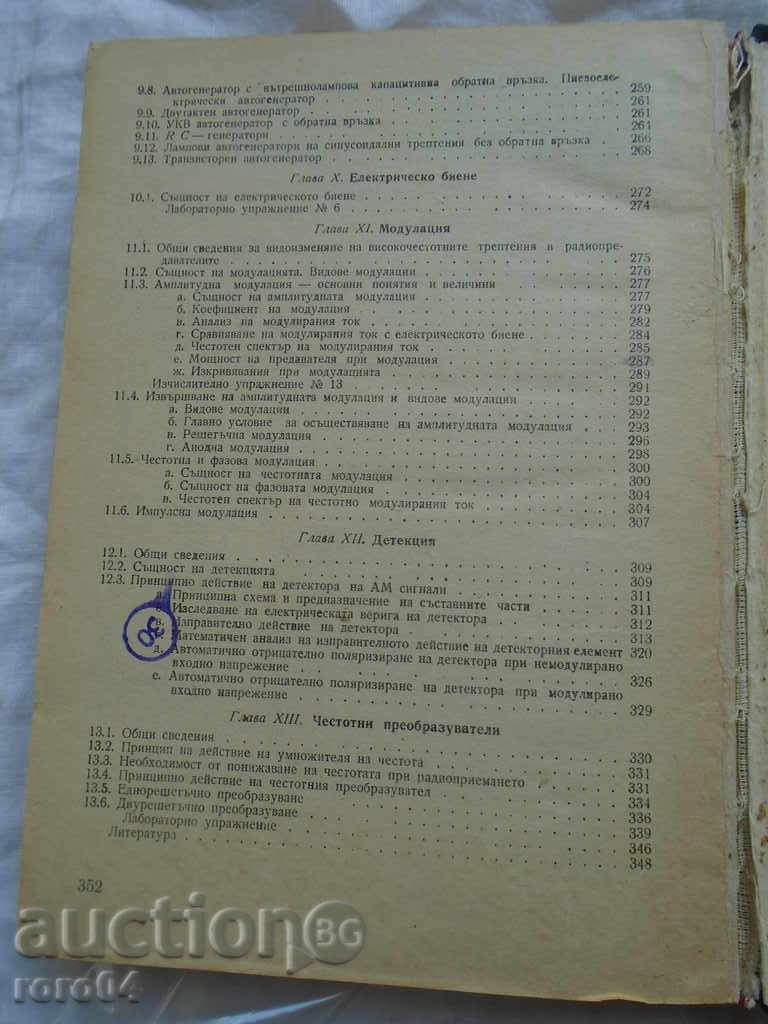 9.8. Автогенератор с вътрешнолампова капацитивна обратна връзка. Пиезоеле-
ктрически автогенератор 259
9.9. Двутактен автогенератор 261
9.10. УКВ автогенератор с обратна връзка 261
9.11. R C — генератори 264
9.12. Лампови автогенератори на синусоидални трептения без обратна връзка 266
9.13. Транзисторен автогенератор 268
Глава X. Електрическо биене
10.1. Същност на електрическото биене 272
Лабораторно упражнение № 6 274
Глава XI. Модулация
11.1. Общи сведения за видоизменяне на високочестотните трептения в радиопре-
давателите 275
11.2. Същност на модулацията. Видове модулации 276
11.3. Амплитудна модулация — основни понятия и величини 277
а. Същност на амплитудната модулация 277
б. Коефициент на модулация 279
в. Анализ на модулирания ток 282
г. Сравняване на модулирания ток с електрическото биене 284
д. Честотен спектър на модулирания ток 285
е. Мощност на предавателя при модулация 287
ж. Изкривявания при модулацията 289
Изчислително упражнение № 13 291
11.4. Извършване на амплитудната модулация и видове модулации 292
а. Видове модулации 292
б. Главно условие за осъществяване на амплитудната модулация 293
в. Решетъчна модулация 296
г. Анодна модулация 298
11.5. Честотна и фазова модулация 300
а. Същност на честотната модулация 300
б. Същност на фазовата модулация 304
в. Честотен спектър на честотно модулирания ток 304
11.6. Импулсна модулация 307
Глава XII. Детекция
12.1. Общи сведения 309
12.2. Същност на детекцията 309
12.3. Принципно действие на детектора на АМ сигнали 311
а. Принципна схема и предназначение на съставните части 311
б. Изследване на електрическата верига на детектора 312
в. Изправително действие на детектора 313
г. Математичен анализ на изправителното действие на детекторния елемент 320
д. Автоматично отрицателно поляризиране на детектора при немодулирано
входно напрежение 326
е. Автоматично отрицателно поляризиране на детектора при модулирано
входно напрежение 329
30
Глава XIII. Честотни преобразуватели
13.1. Общи сведения 330
13.2. Принцип на действие на умножителя на честота 331
13.3. Необходимост от понижаване на честотата при радиоприемането 331
13.4. Принципно действие на честотния преобразувател 334
13.5. Еднорешетъчно преобразуване 336
13.6. Двурешетъчно преобразуване 339
Лабораторно упражнение 346
Литература 348
352
auction BG
roro04